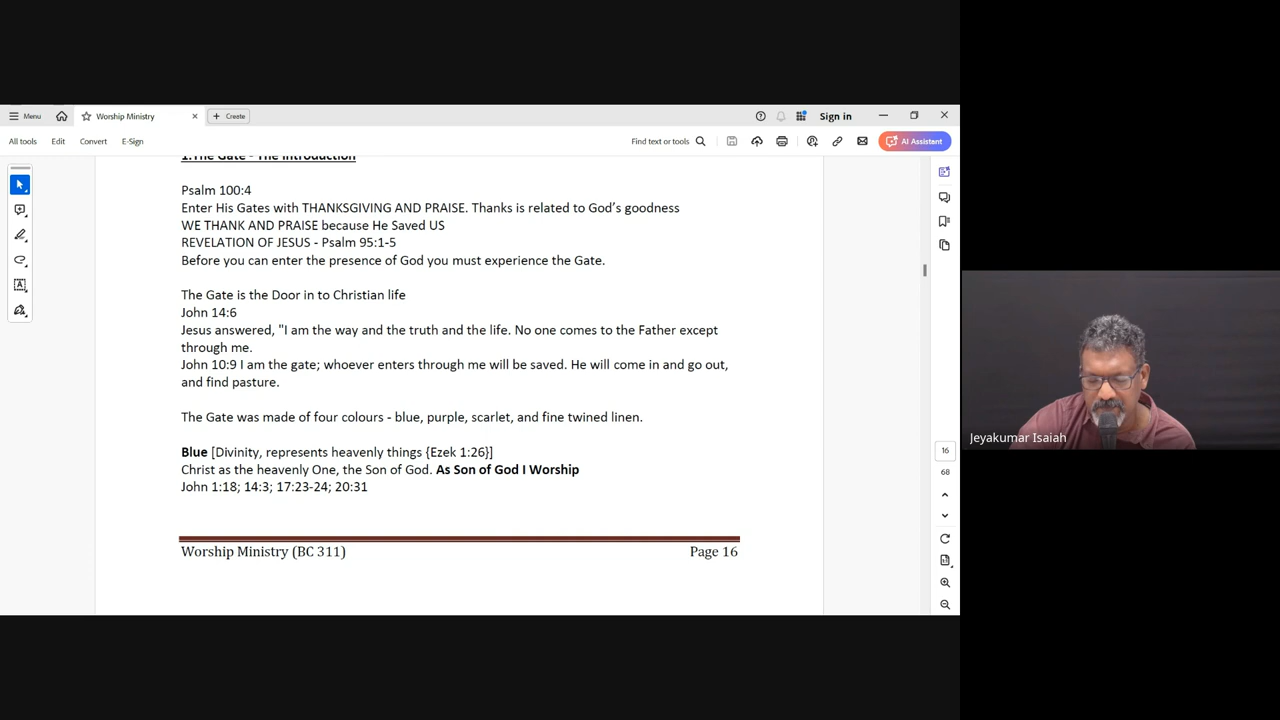 Menu
Worship Ministry
Create
Sign in
All tools
Edit
Convert
E-Sign
Find text or tools
AI Assistant
1.The Gate - The Introduction
Psalm 100:4
Enter His Gates with THANKSGIVING AND PRAISE. Thanks is related to God’s goodness
WE THANK AND PRAISE because He Saved US
REVELATION OF JESUS - Psalm 95:1-5
Before you can enter the presence of God you must experience the Gate.
The Gate is the Door in to Christian life
John 14:6
Jesus answered, "I am the way and the truth and the life. No one comes to the Father except
through me.
John 10:9 I am the gate; whoever enters through me will be saved. He will come in and go out,
and find pasture.
The Gate was made of four colours - blue, purple, scarlet, and fine twined linen.
Blue [Divinity, represents heavenly things {Ezek 1:26}]
Christ as the heavenly One, the Son of God. As Son of God I Worship
John 1:18; 14:3; 17:23-24; 20:31
Worship Ministry (BC 311)
Page 16
16
68
Jeyakumar Isaiah